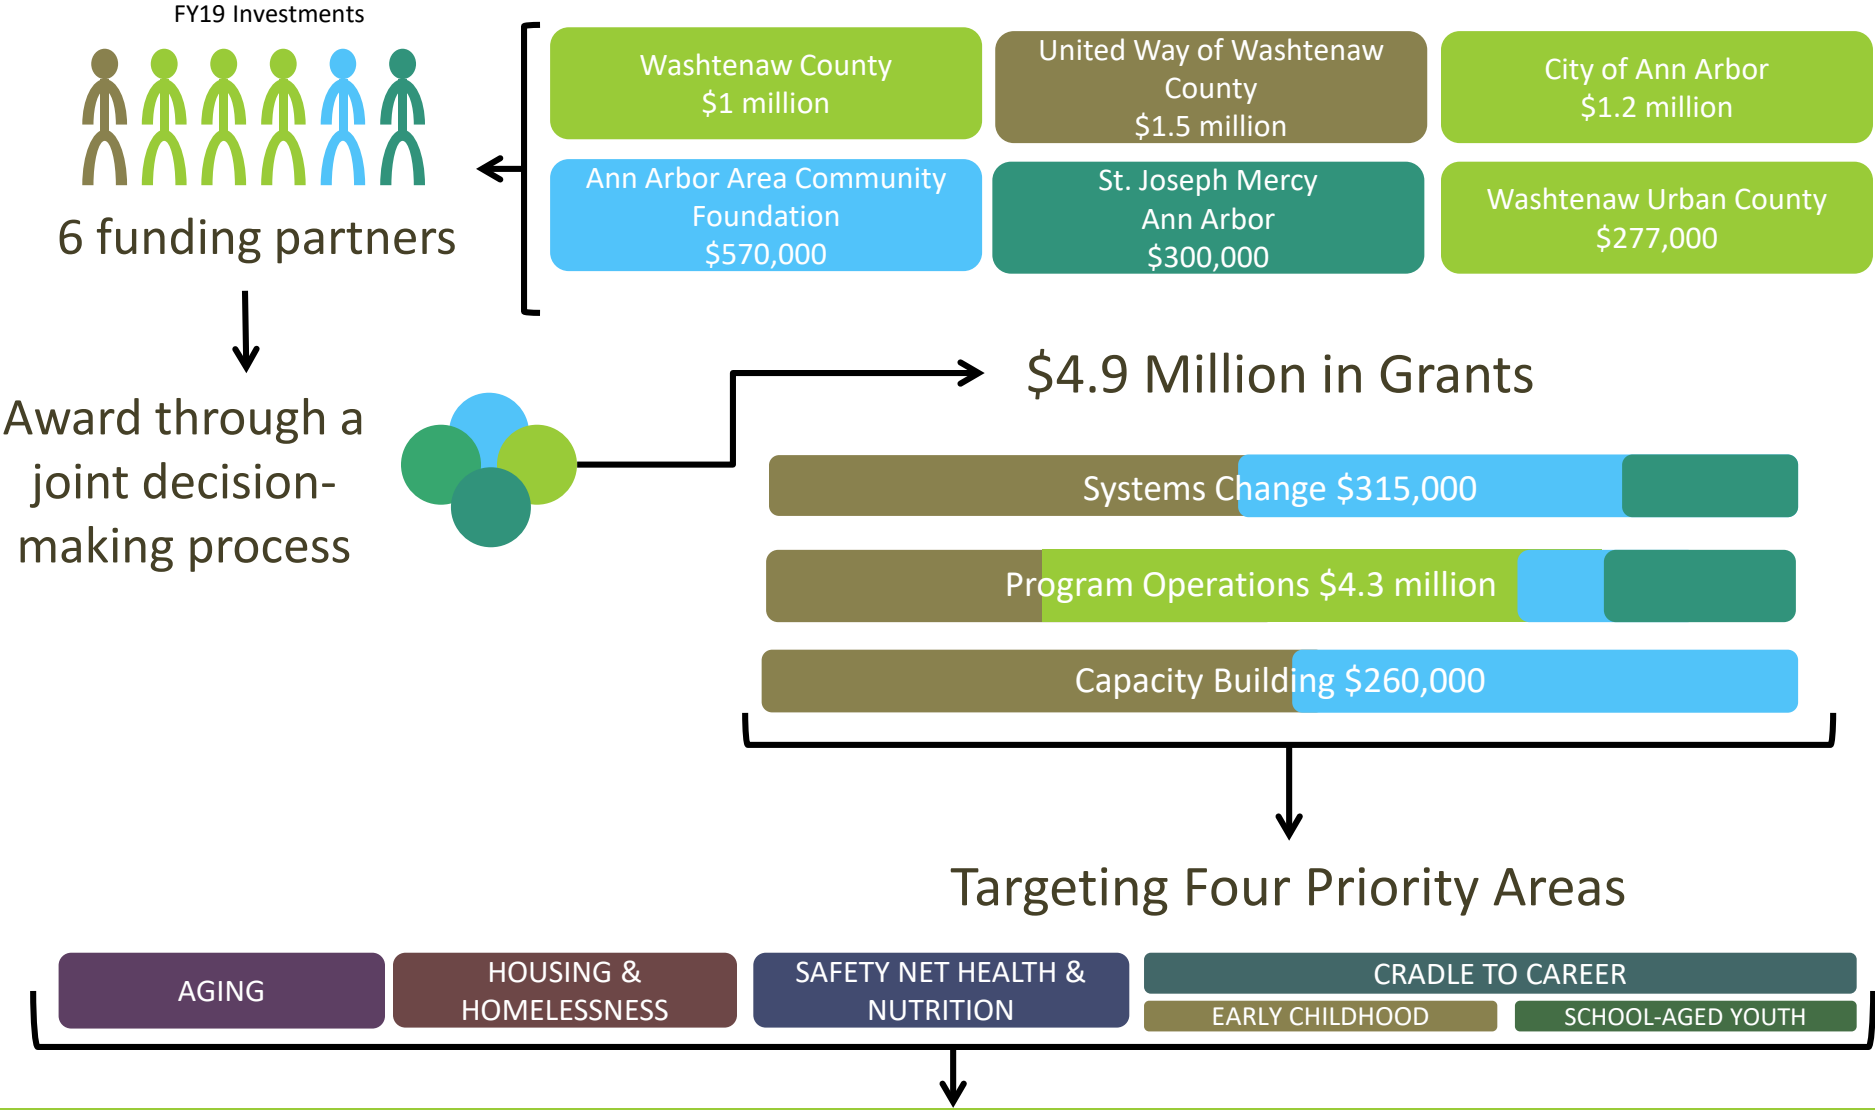 FY19 Investments
6 funding partners
Washtenaw County
$1 million
United Way of Washtenaw
County
$1.5 million
City of Ann Arbor
$1.2 million
Ann Arbor Area Community
Foundation
$570,000
St. Joseph Mercy
Ann Arbor
$300,000
Washtenaw Urban County
$277,000
Award through a
joint decision-
making process
$4.9 Million in Grants
Systems Change $315,000
Program Operations $4.3 million
Capacity Building $260,000
Targeting Four Priority Areas
AGING
HOUSING &
HOMELESSNESS
SAFETY NET HEALTH &
NUTRITION
CRADLE TO CAREER
EARLY CHILDHOOD
SCHOOL-AGED YOUTH